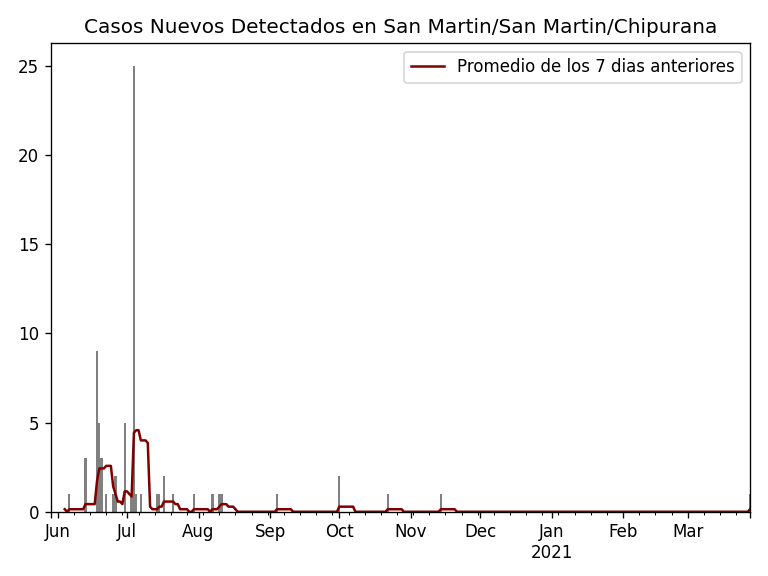 Casos Nuevos Detectados en San Martin/San Martin/Chipurana
Promedio de los 7 dias anteriores
25
20
15
10
5
0
Jun Jul Aug Sep Oct Nov Dec Jan Feb Mar
2021